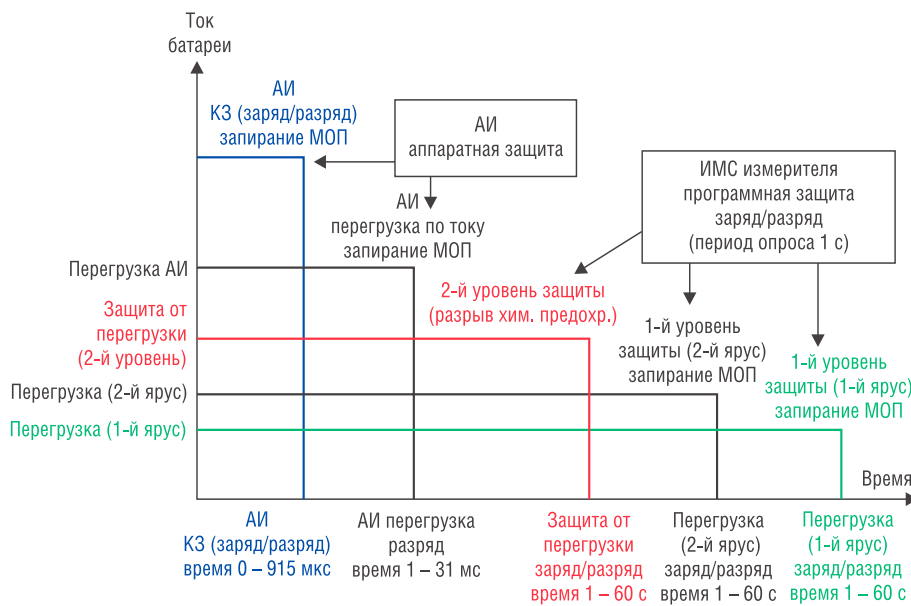 Ток
батареи
АИ
КЗ (заряд/разряд)
запирание МОП
АИ
аппаратная защита
ИМС измерителя
программная защита
заряд/разряд
(период опроса 1 с)
АИ
перегрузка по току
запирание МОП
Перегрузка АИ
2-й уровень защиты
(разрыв хим. предохр.)
Защита от
перегрузки
(2-й уровень)
1-й уровень
защиты (2-й ярус)
запирание МОП
1-й уровень
защиты (1-й ярус)
запирание МОП
Перегрузка (2-й ярус)
Перегрузка (1-й ярус)
Время
АИ
КЗ (заряд/разряд)
время 0 – 915 мкс
АИ перегрузка
разряд
время 1 – 31 мс
Защита от
перегрузки
заряд/разряд
время 1 – 60 с
Перегрузка
(2-й ярус)
заряд/разряд
время 1 – 60 с
Перегрузка
(1-й ярус)
заряд/разряд
время 1 – 60 с